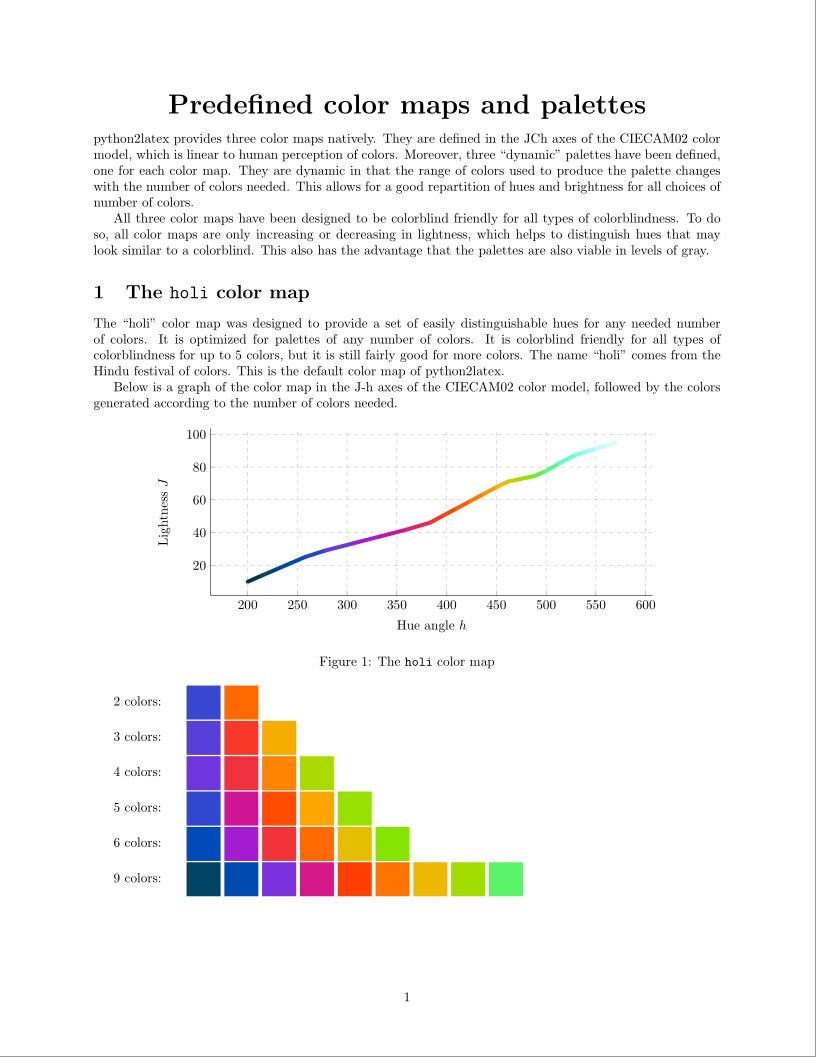 Predefined color maps and palettes
python2latex provides three color maps natively. They are defined in the JCh axes of the CIECAM02 color
model, which is linear to human perception of colors. Moreover, three “dynamic” palettes have been defined,
one for each color map. They are dynamic in that the range of colors used to produce the palette changes
with the number of colors needed. This allows for a good repartition of hues and brightness for all choices of
number of colors.
All three color maps have been designed to be colorblind friendly for all types of colorblindness. To do
so, all color maps are only increasing or decreasing in lightness, which helps to distinguish hues that may
look similar to a colorblind. This also has the advantage that the palettes are also viable in levels of gray.
1 The holi color map
The “holi” color map was designed to provide a set of easily distinguishable hues for any needed number
of colors. It is optimized for palettes of any number of colors. It is colorblind friendly for all types of
colorblindness for up to 5 colors, but it is still fairly good for more colors. The name “holi” comes from the
Hindu festival of colors. This is the default color map of python2latex.
Below is a graph of the color map in the J-h axes of the CIECAM02 color model, followed by the colors
generated according to the number of colors needed.
100
80
60
40
20
Lightness J
200 250 300 350 400 450 500 550 600
Hue angle h
Figure 1: The holi color map
2 colors:
3 colors:
4 colors:
5 colors:
6 colors:
9 colors:
1